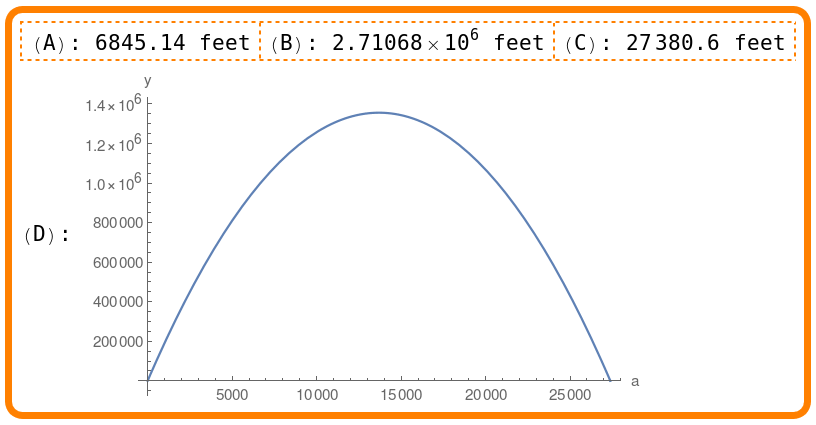 (A): 6845.14 feet (B): 2.71068×10⁶ feet (C): 27380.6 feet
y
1.4×10⁶
1.2×10⁶
1.0×10⁶
800000
(D):
600000
400000
200000
a
5000 10000 15000 20000 25000